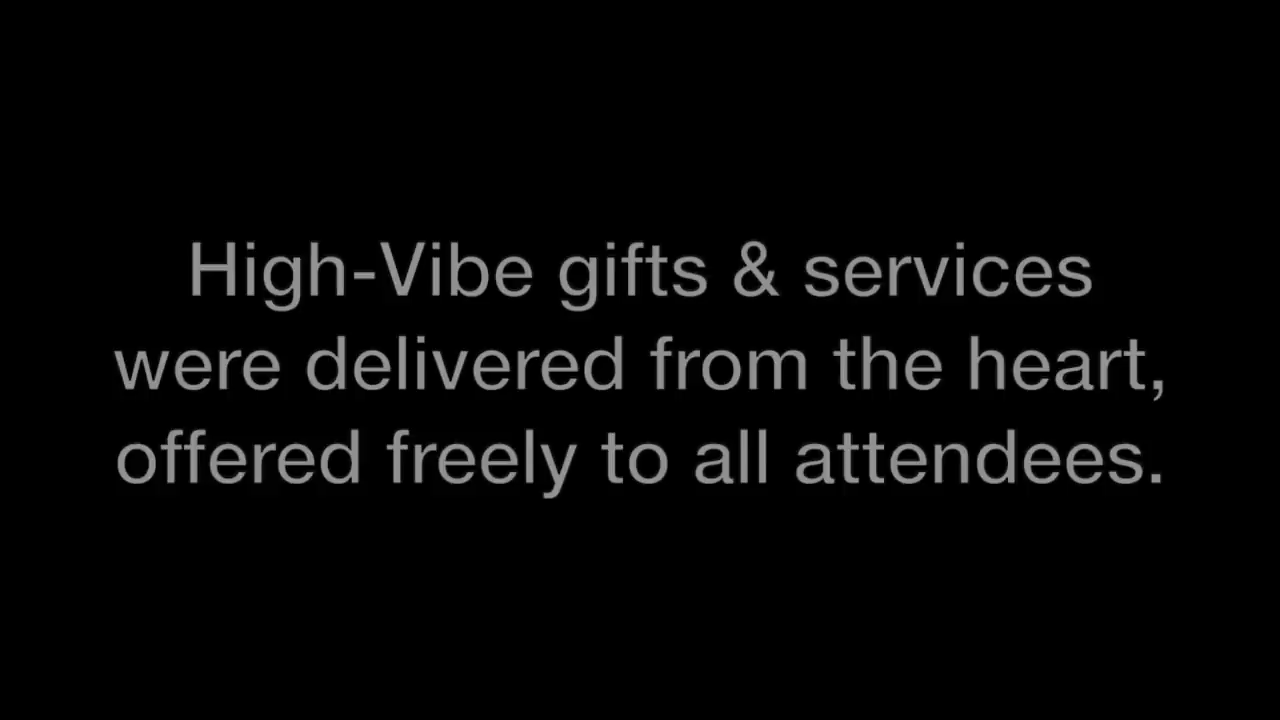 High-Vibe gifts & services
were delivered from the heart,
offered freely to all attendees.